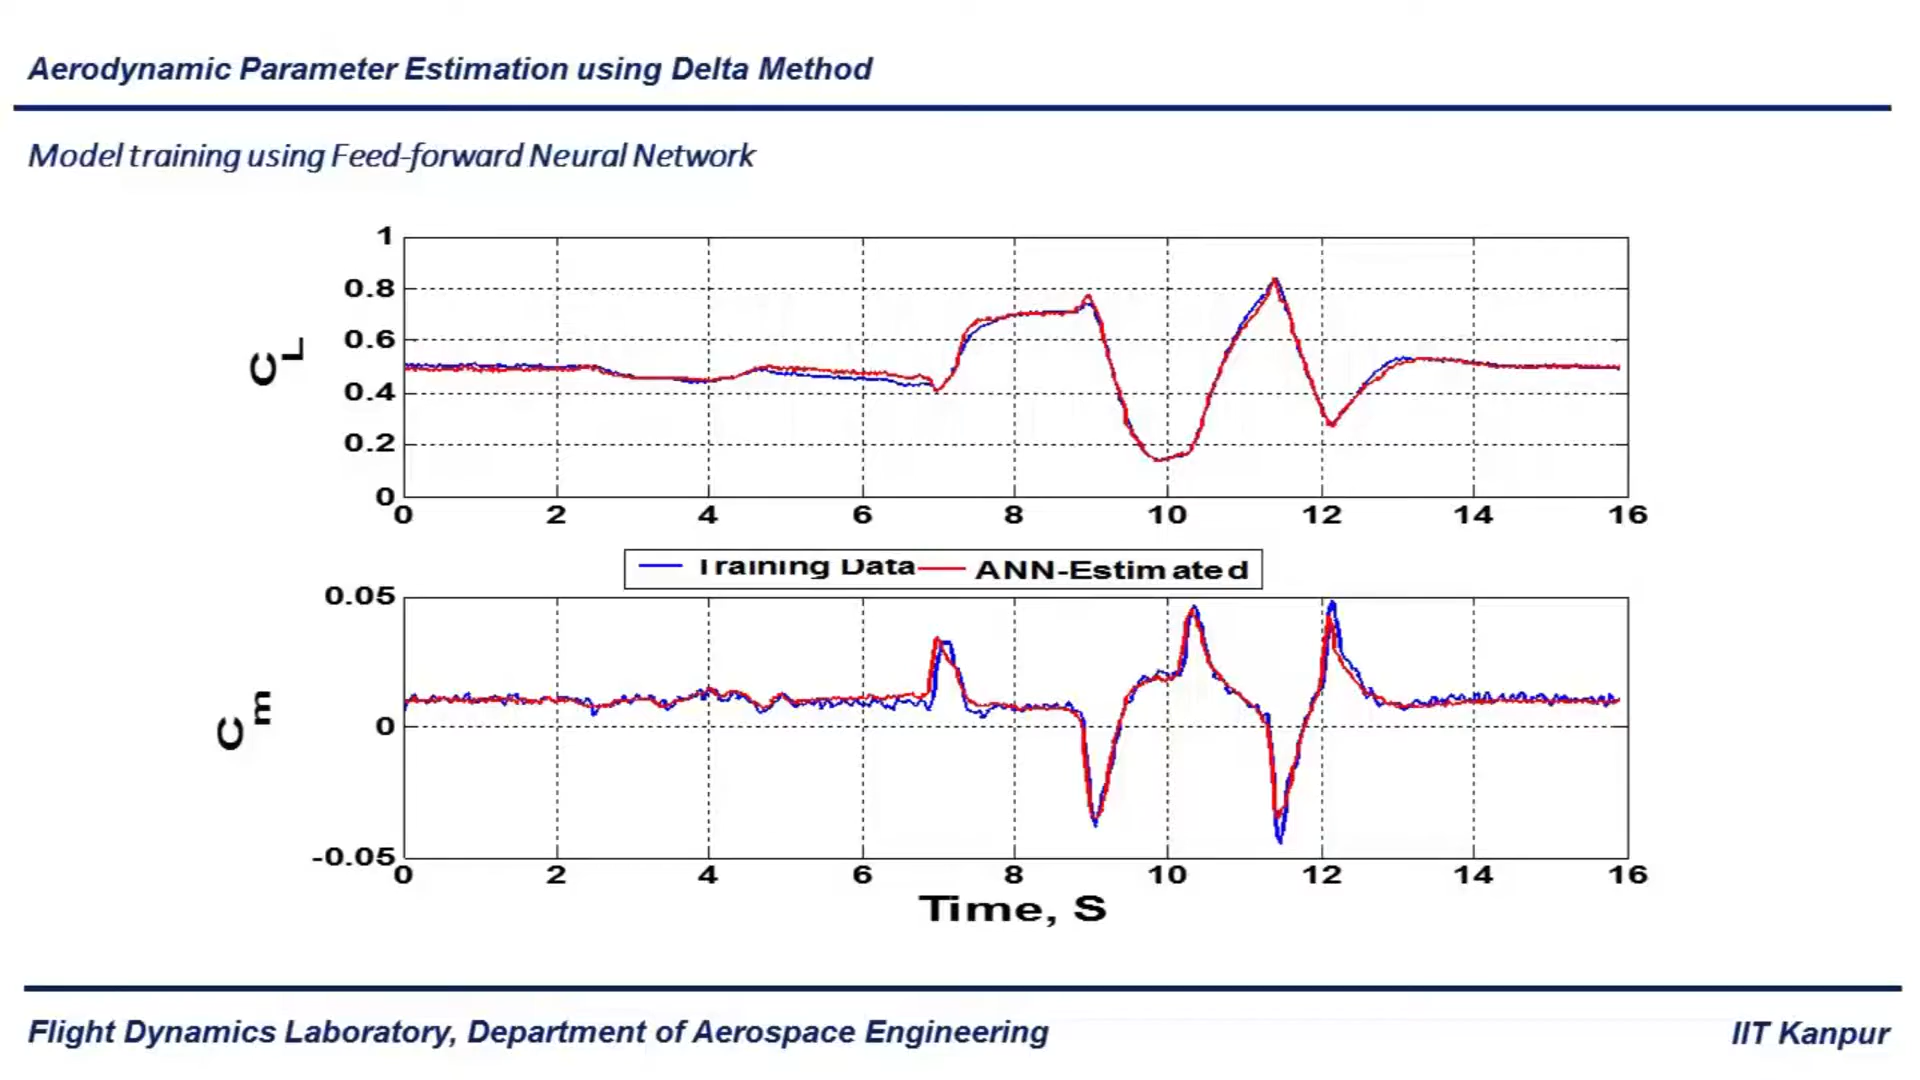 Aerodynamic Parameter Estimation using Delta Method
Model training using Feed-forward Neural Network
1
0.8
0.6
0.4
0.2
0
C_L
0 2 4 6 8 10 12 14 16
Training Data ANN-Estimated
0.05
0
-0.05
C_m
0 2 4 6 8 10 12 14 16
Time, S
Flight Dynamics Laboratory, Department of Aerospace Engineering
IIT Kanpur